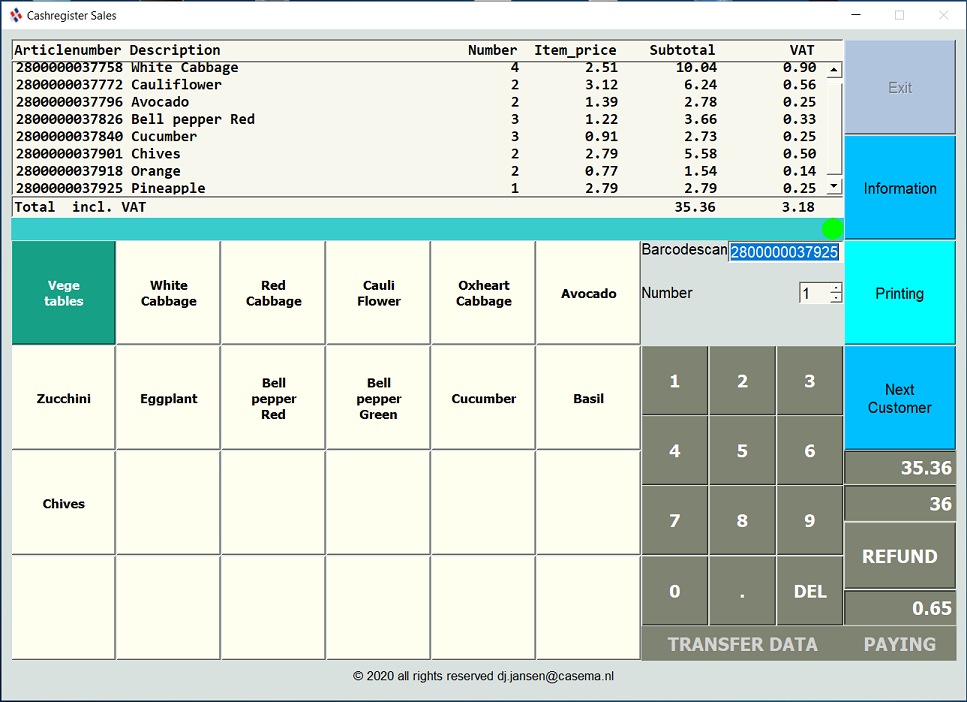 Cashregister Sales
Articlenumber Description Number Item_price Subtotal VAT
2800000037758 White Cabbage 4 2.51 10.04 0.90
2800000037772 Cauliflower 2 3.12 6.24 0.56
2800000037796 Avocado 2 1.39 2.78 0.25
2800000037826 Bell pepper Red 3 1.22 3.66 0.33
2800000037840 Cucumber 3 0.91 2.73 0.25
2800000037901 Chives 2 2.79 5.58 0.50
2800000037918 Orange 2 0.77 1.54 0.14
2800000037925 Pineapple 1 2.79 2.79 0.25
Total incl. VAT 35.36 3.18
Exit
Information
Vege
tables
White
Cabbage
Red
Cabbage
Cauli
Flower
Oxheart
Cabbage
Avocado
Barcodescan 2800000037925
Number 1
Printing
Zucchini
Eggplant
Bell
pepper
Red
Bell
pepper
Green
Cucumber
Basil
1 2 3
Next
Customer
4 5 6
35.36
Chives
7 8 9
36
REFUND
0 . DEL
0.65
TRANSFER DATA PAYING
© 2020 all rights reserved dj.jansen@casema.nl